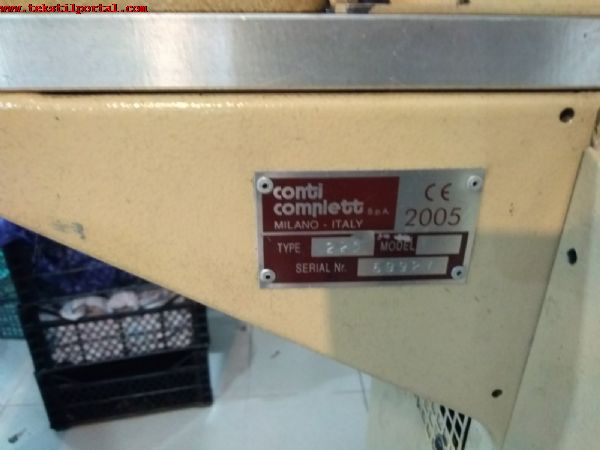 www.tekstilportal.com
conti
complett S.p.A.
MILANO - ITALY
CE
2005
TYPE MODEL
SERIAL Nr.